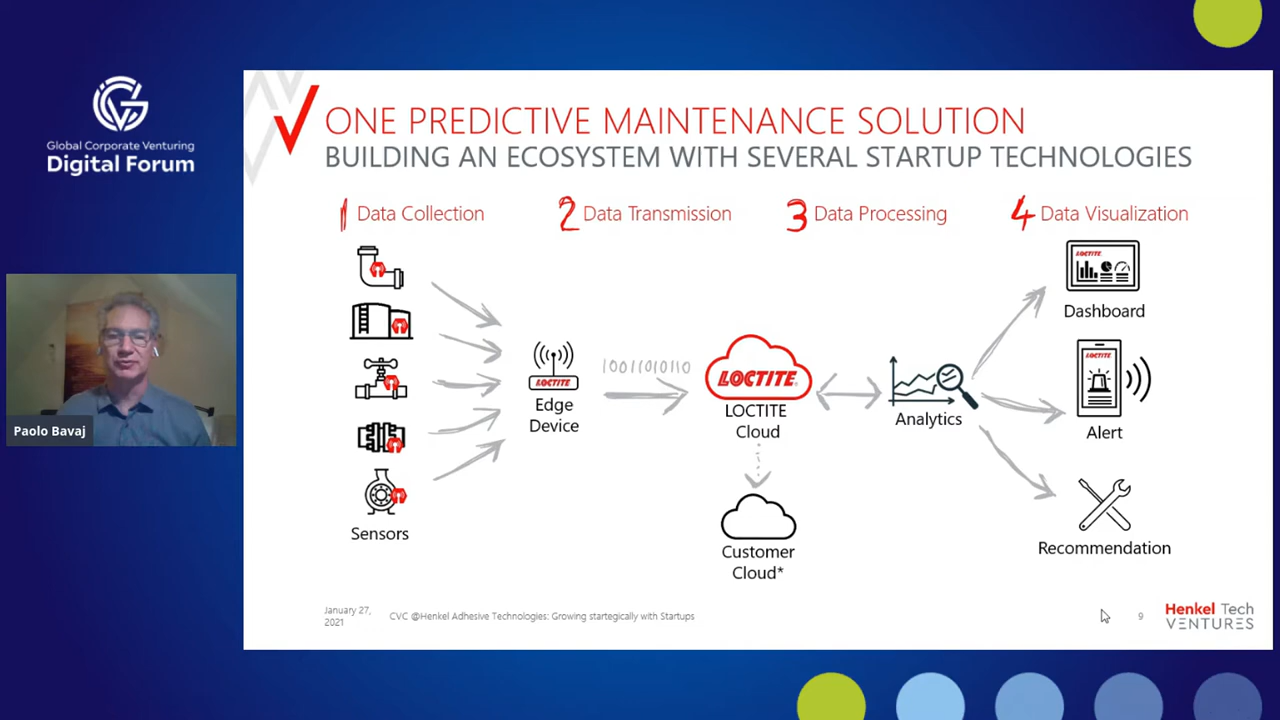 Global Corporate Venturing
Digital Forum
Paolo Bavaj
ONE PREDICTIVE MAINTENANCE SOLUTION
BUILDING AN ECOSYSTEM WITH SEVERAL STARTUP TECHNOLOGIES
1 Data Collection
2 Data Transmission
3 Data Processing
4 Data Visualization
Sensors
LOCTITE
Edge
Device
10011010110
LOCTITE
LOCTITE
Cloud
Customer
Cloud*
Analytics
LOCTITE
Dashboard
LOCTITE
Alert
Recommendation
January 27,
2021
CVC @Henkel Adhesive Technologies: Growing startegically with Startups
9
Henkel Tech
VENTURES